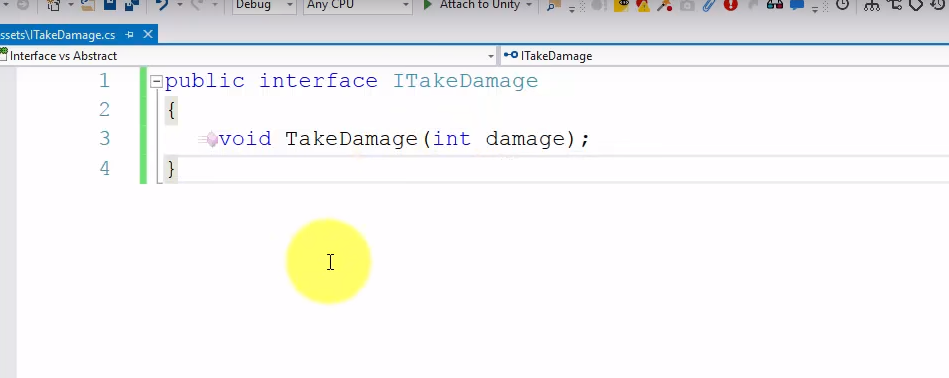 Debug Any CPU Attach to Unity
ssets\ITakeDamage.cs
Interface vs Abstract ITakeDamage
1 public interface ITakeDamage
2 {
3 void TakeDamage(int damage);
4 }